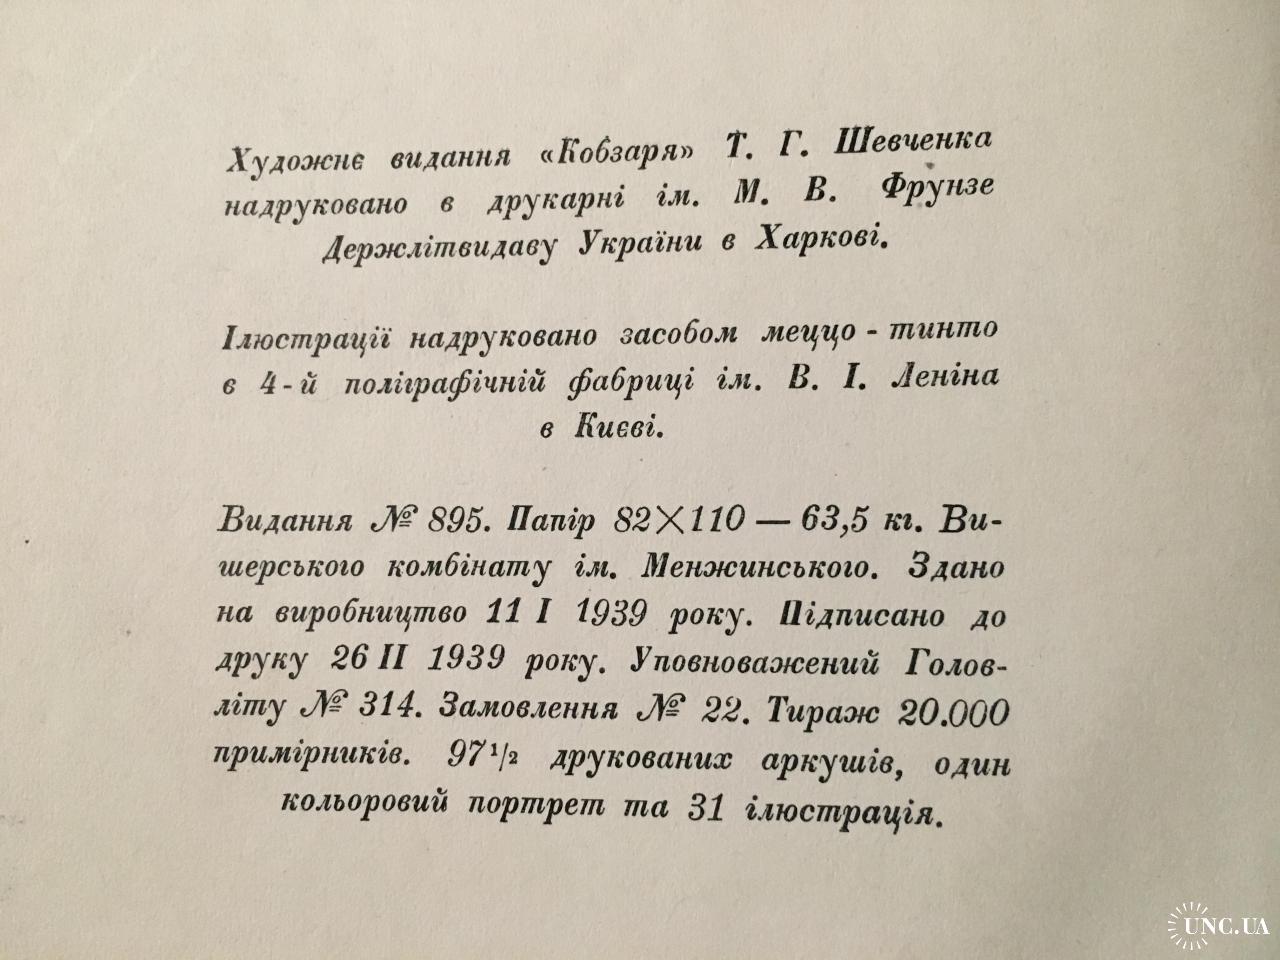 Художнє видання «Кобзаря» Т. Г. Шевченка
надруковано в друкарні ім. М. В. Фрунзе
Держлітвидаву України в Харкові.
Ілюстрації надруковано засобом меццо - тинто
в 4-й поліграфічній фабриці ім. В. І. Леніна
в Києві.
Видання № 895. Папір 82×110 — 63,5 кг. Ви-
шерського комбінату ім. Менжинського. Здано
на виробництво 11 I 1939 року. Підписано до
друку 26 II 1939 року. Уповноважений Голов-
літу № 314. Замовлення № 22. Тираж 20.000
примірників. 97 1/2 друкованих аркушів, один
кольоровий портрет та 31 ілюстрація.
UNC.UA